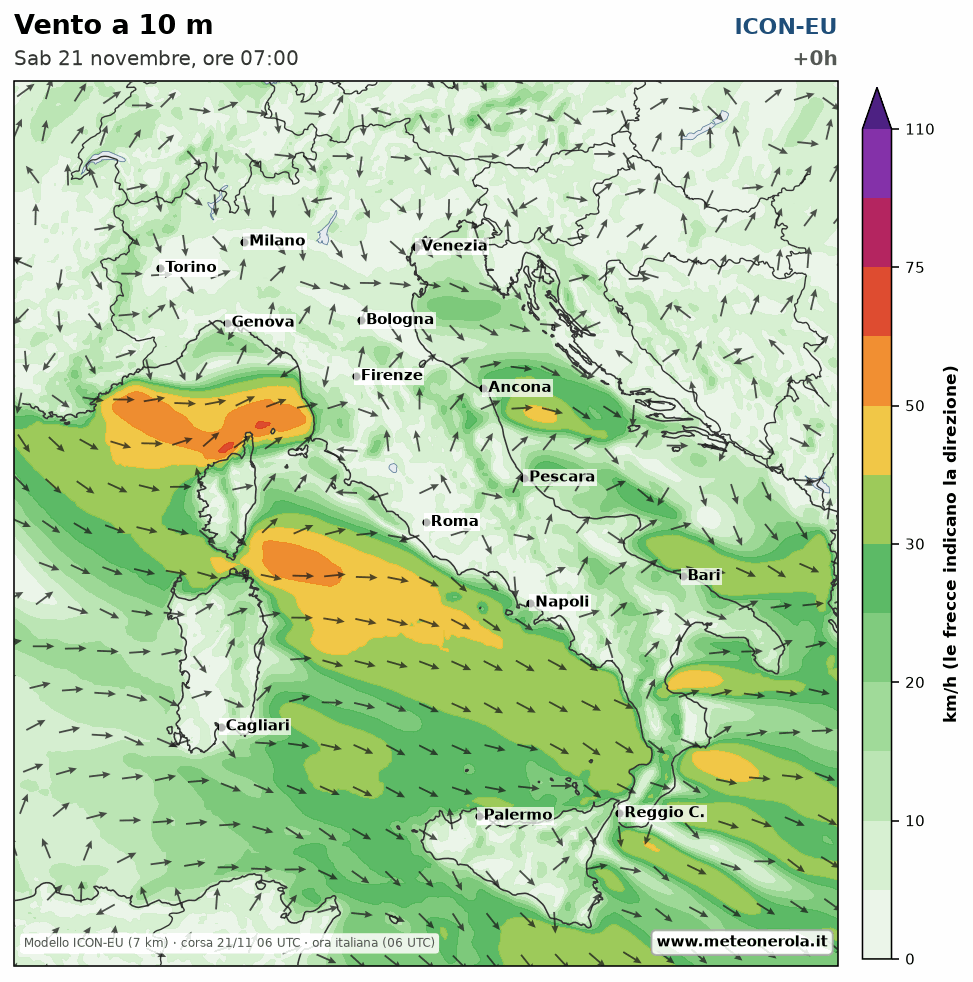 Vento a 10 m
ICON-EU
Sab 21 novembre, ore 07:00
+0h
110
Milano
Venezia
Torino
75
Genova
Bologna
Firenze
Ancona
50
Pescara
Roma
30
Bari
Napoli
20
Cagliari
Palermo
Reggio C.
10
km/h (le frecce indicano la direzione)
Modello ICON-EU (7 km) · corsa 21/11 06 UTC · ora italiana (06 UTC)
www.meteonerola.it
0